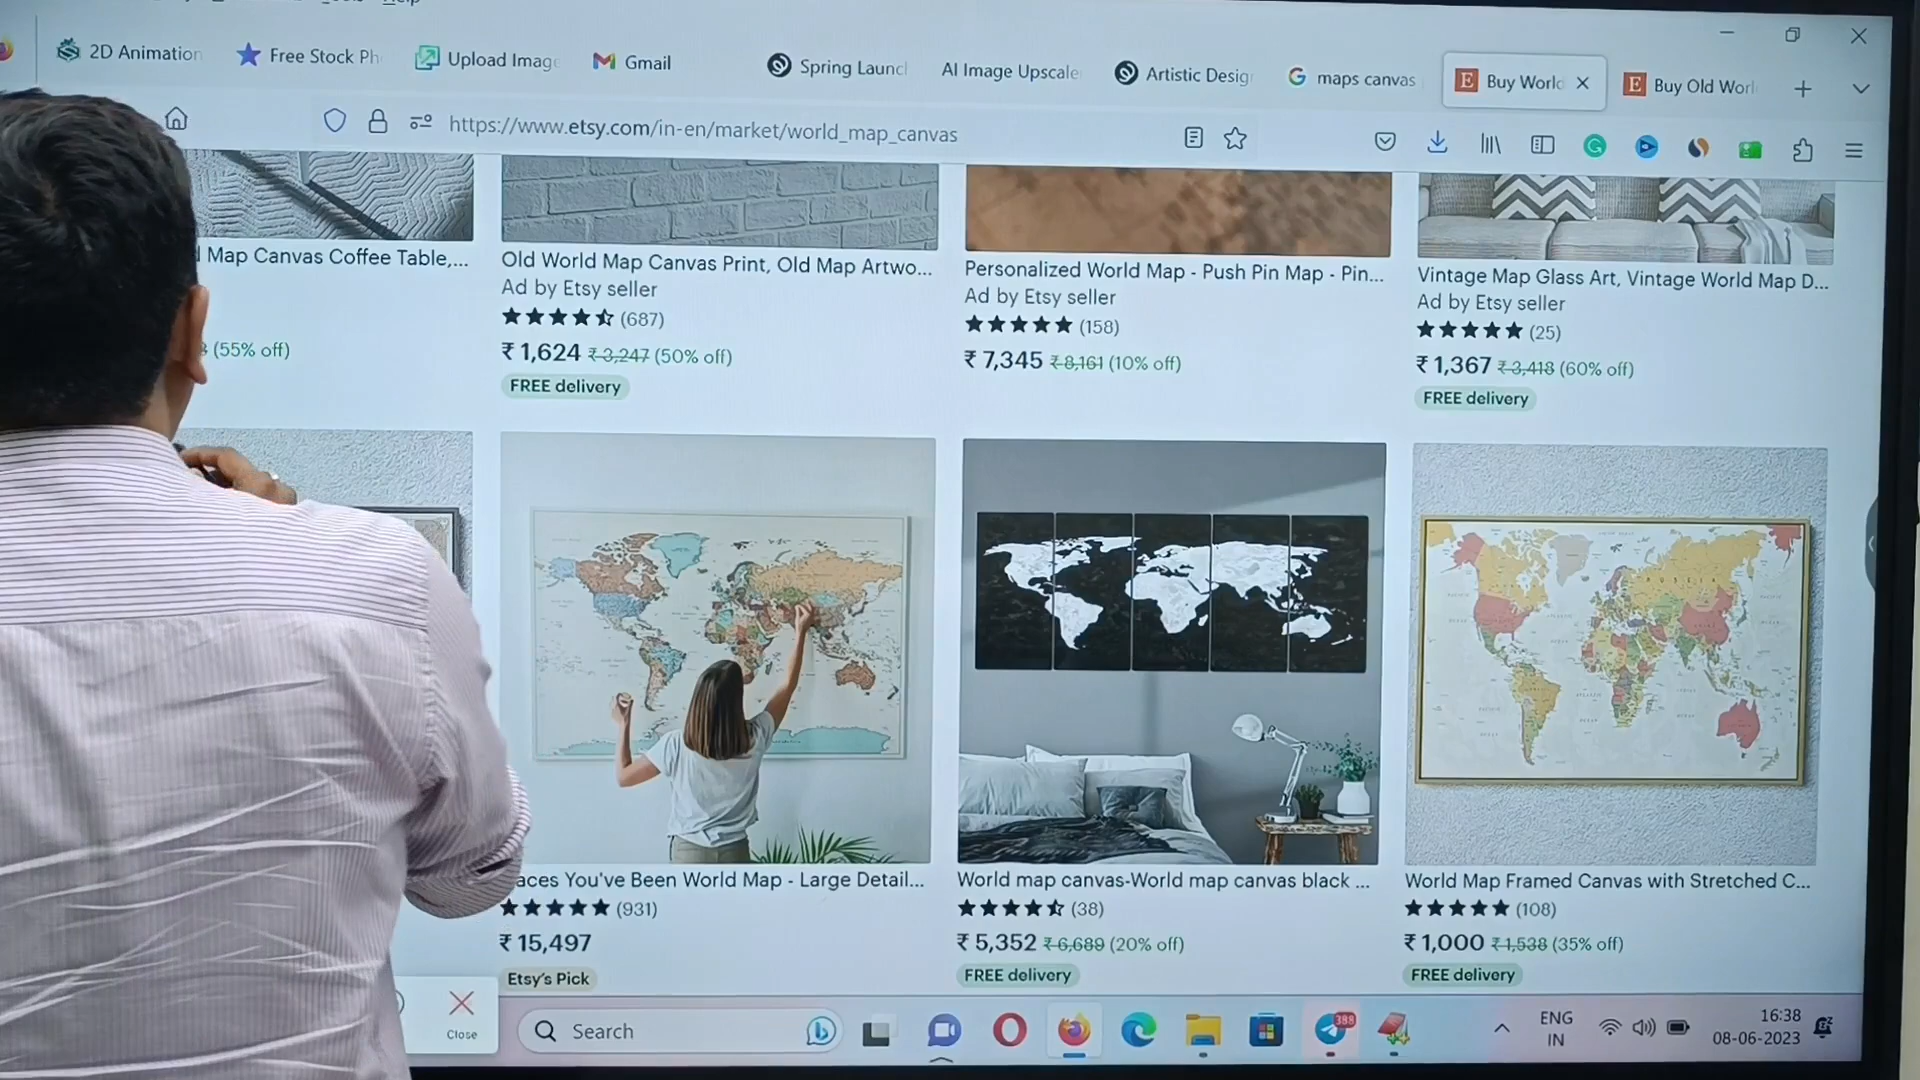 Help
2D Animation
Free Stock Ph
Upload Image
Gmail
Spring Launch
AI Image Upscale
Artistic Desig
maps canvas
Buy World
Buy Old Worl
https://www.etsy.com/in-en/market/world_map_canvas
Map Canvas Coffee Table,...
(55% off)
Old World Map Canvas Print, Old Map Artwo...
Ad by Etsy seller
(687)
₹ 1,624 ₹ 3,247 (50% off)
FREE delivery
Personalized World Map - Push Pin Map - Pin...
Ad by Etsy seller
(158)
₹ 7,345 ₹ 8,161 (10% off)
Vintage Map Glass Art, Vintage World Map D...
Ad by Etsy seller
(25)
₹ 1,367 ₹ 3,418 (60% off)
FREE delivery
RUSSIA
aces You've Been World Map - Large Detail...
(931)
₹ 15,497
Etsy's Pick
World map canvas-World map canvas black ...
(38)
₹ 5,352 ₹ 6,689 (20% off)
FREE delivery
World Map Framed Canvas with Stretched C...
(108)
₹ 1,000 ₹ 1,538 (35% off)
FREE delivery
Close
Search
388
ENG
IN
16:38
08-06-2023